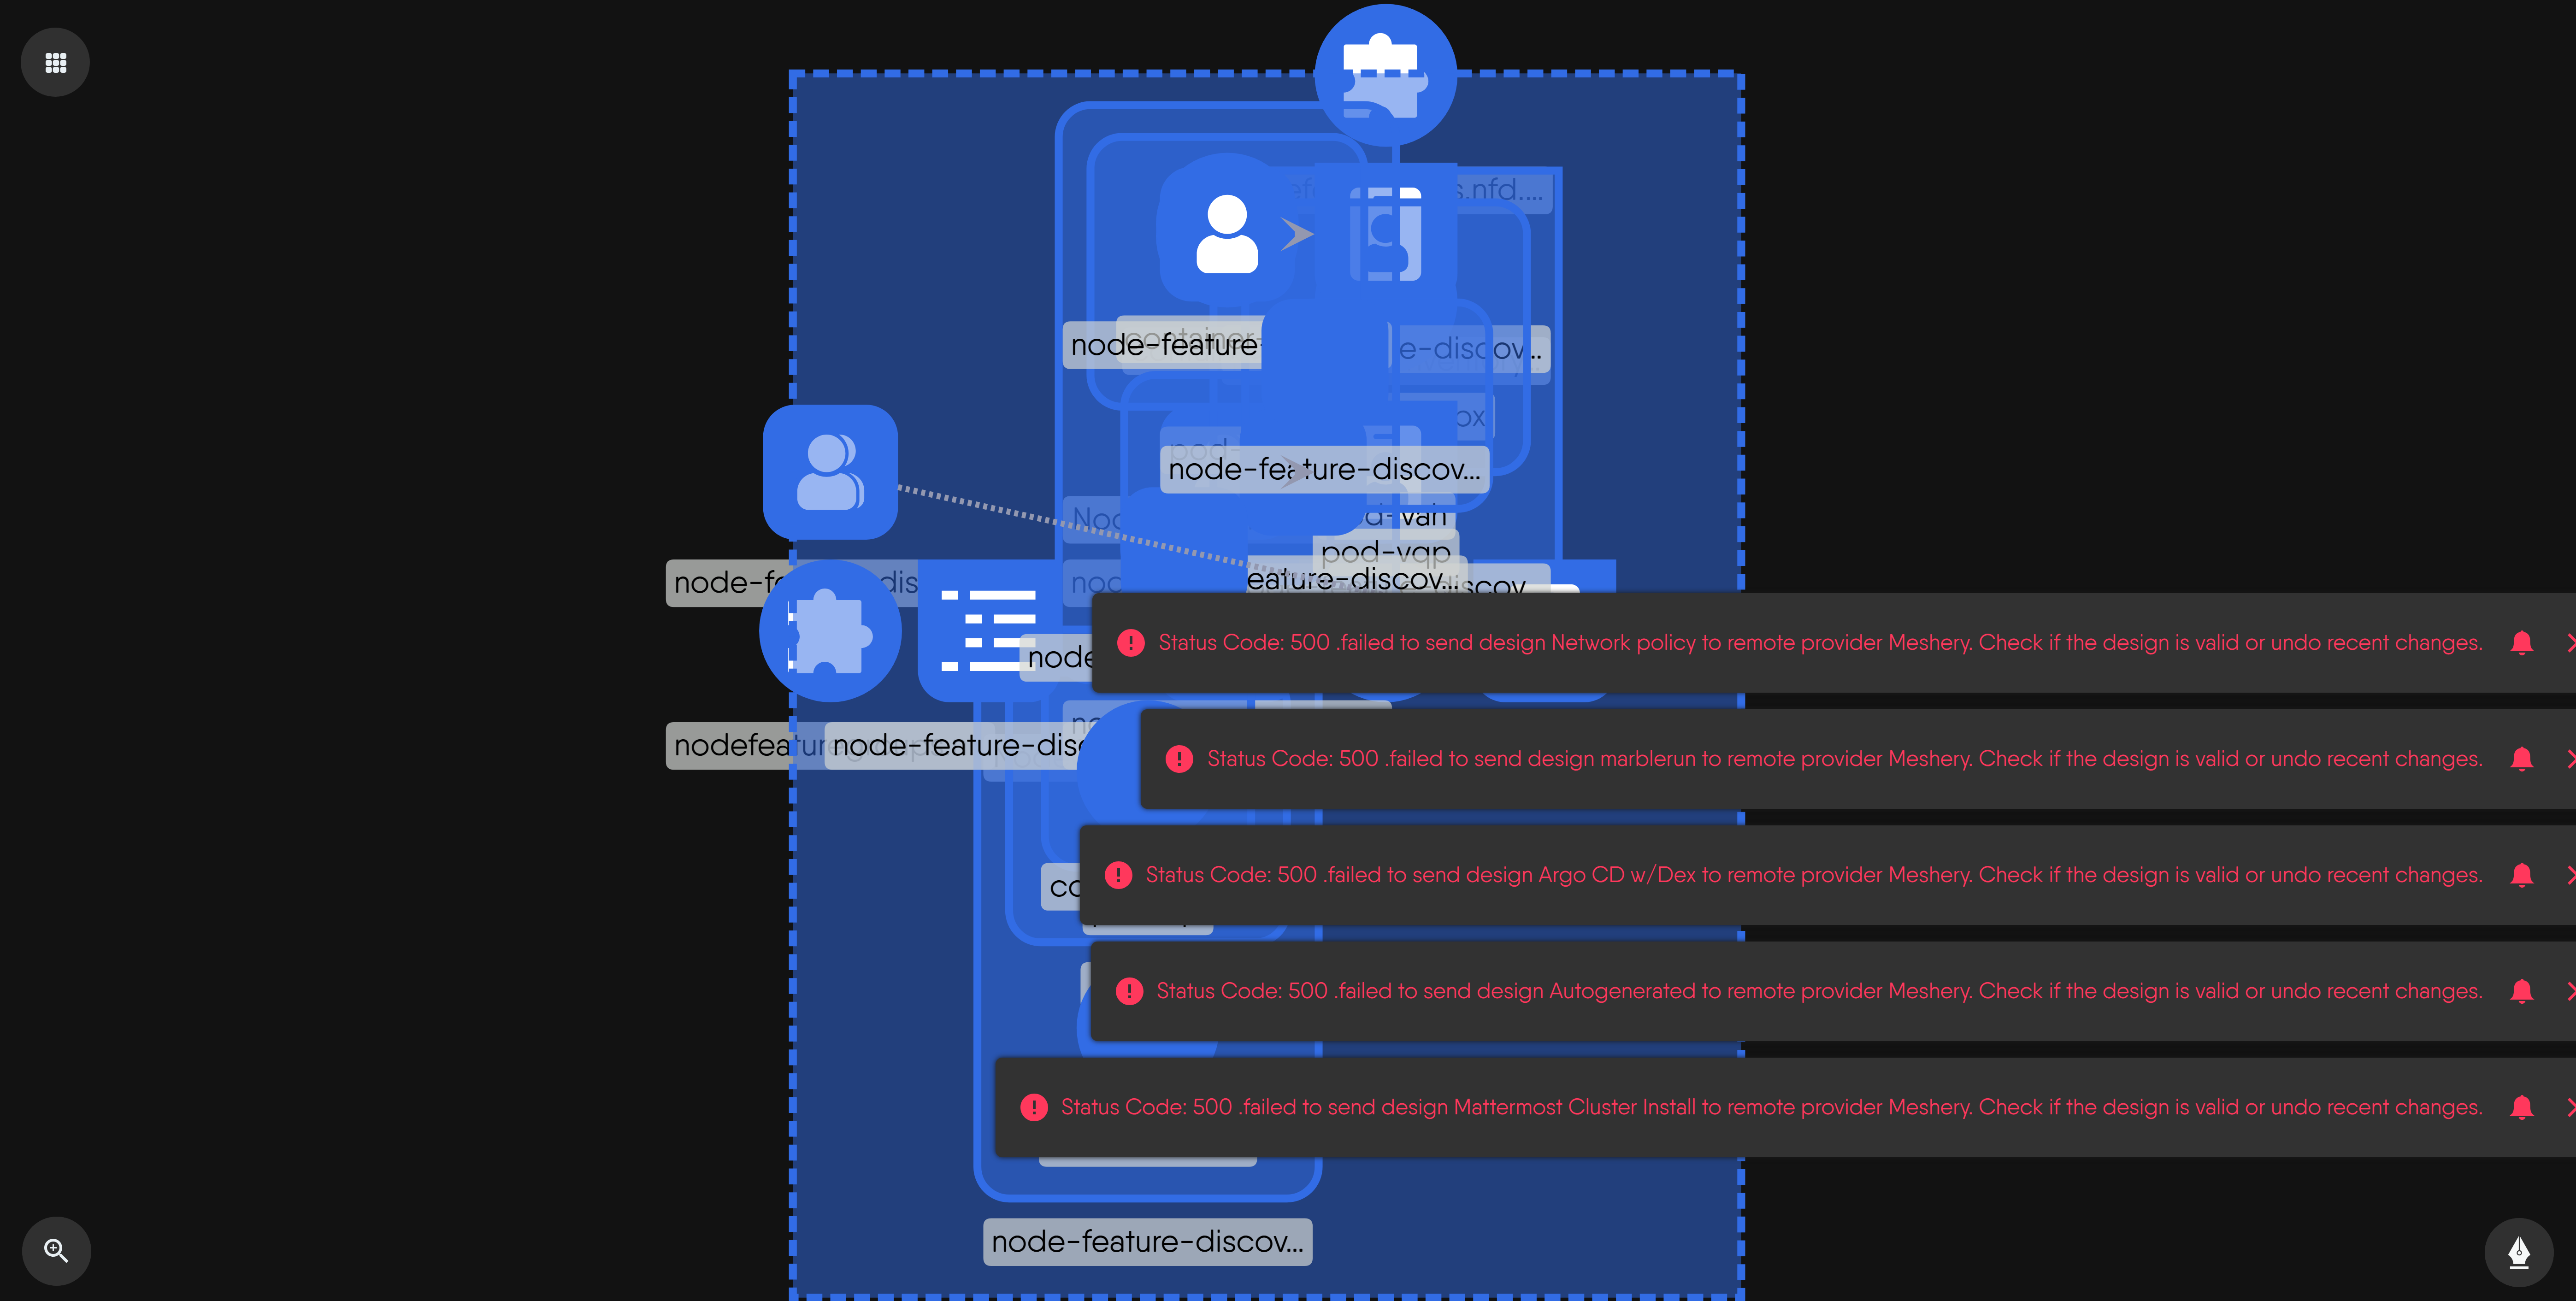 s.nfd....
container-
node-feature-
e-discov...
ox
pod-
node-feature-discov...
Noc
d-van
pod-vqp
eature-discov...
node-fe
dis
noc
discov
Status Code: 500 .failed to send design Network policy to remote provider Meshery. Check if the design is valid or undo recent changes.
node
nodefeature
node-feature-disc
Status Code: 500 .failed to send design marblerun to remote provider Meshery. Check if the design is valid or undo recent changes.
Status Code: 500 .failed to send design Argo CD w/Dex to remote provider Meshery. Check if the design is valid or undo recent changes.
co
Status Code: 500 .failed to send design Autogenerated to remote provider Meshery. Check if the design is valid or undo recent changes.
Status Code: 500 .failed to send design Mattermost Cluster Install to remote provider Meshery. Check if the design is valid or undo recent changes.
node-feature-discov...